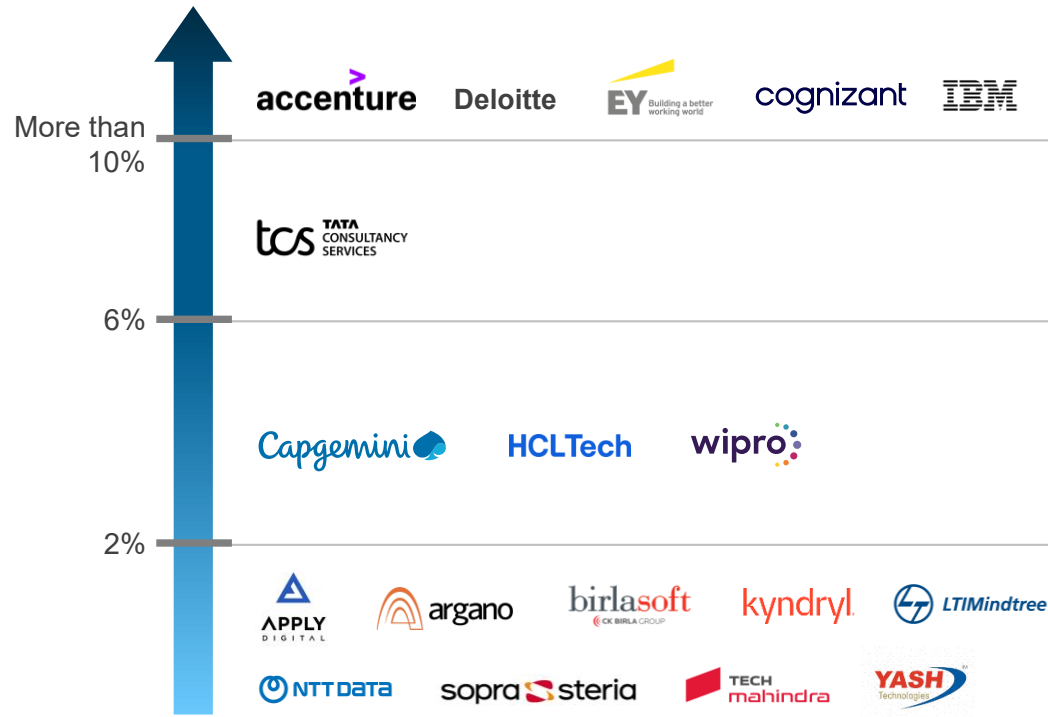 accenture
Deloitte
EY Building a better
working world
cognizant
IBM
More than
10%
tcs TATA
CONSULTANCY
SERVICES
6%
Capgemini
HCLTech
wipro
2%
APPLY
DIGITAL
argano
birlasoft
CK BIRLA GROUP
kyndryl
LTIMindtree
NTT DATA
sopra steria
TECH
mahindra
YASH
Technologies
TM